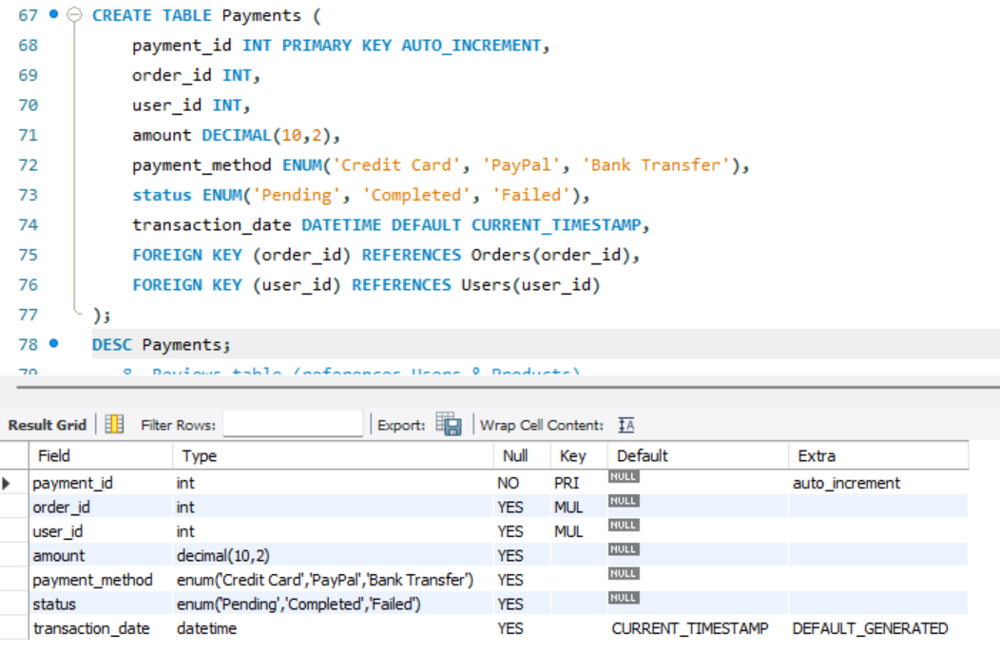 67 CREATE TABLE Payments (
68 payment_id INT PRIMARY KEY AUTO_INCREMENT,
69 order_id INT,
70 user_id INT,
71 amount DECIMAL(10,2),
72 payment_method ENUM('Credit Card', 'PayPal', 'Bank Transfer'),
73 status ENUM('Pending', 'Completed', 'Failed'),
74 transaction_date DATETIME DEFAULT CURRENT_TIMESTAMP,
75 FOREIGN KEY (order_id) REFERENCES Orders(order_id),
76 FOREIGN KEY (user_id) REFERENCES Users(user_id)
77 );
78 DESC Payments;
79 8. Reviews table (references Users & Products)
Result Grid Filter Rows: Export: Wrap Cell Content:
Field Type Null Key Default Extra
payment_id int NO PRI NULL auto_increment
order_id int YES MUL NULL
user_id int YES MUL NULL
amount decimal(10,2) YES NULL
payment_method enum('Credit Card','PayPal','Bank Transfer') YES NULL
status enum('Pending','Completed','Failed') YES NULL
transaction_date datetime YES CURRENT_TIMESTAMP DEFAULT_GENERATED